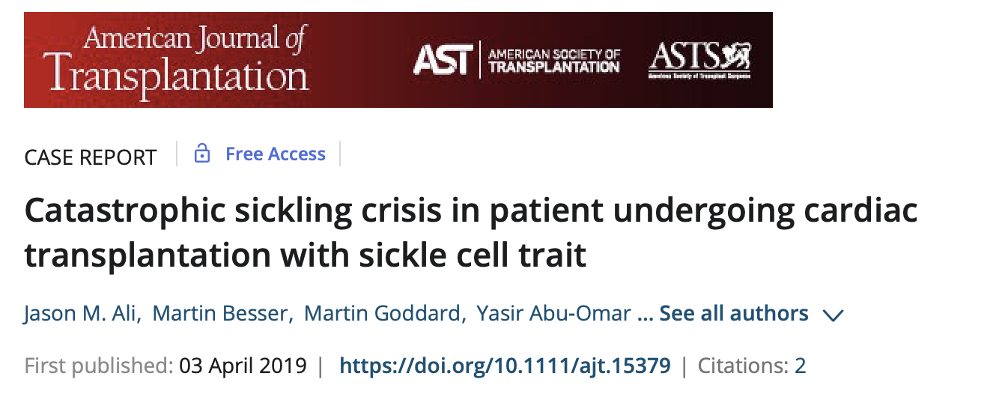 American Journal of
Transplantation
AST AMERICAN SOCIETY OF
TRANSPLANTATION
ASTS
American Society of Transplant Surgeons
CASE REPORT Free Access
Catastrophic sickling crisis in patient undergoing cardiac
transplantation with sickle cell trait
Jason M. Ali, Martin Besser, Martin Goddard, Yasir Abu-Omar ... See all authors
First published: 03 April 2019 | https://doi.org/10.1111/ajt.15379 | Citations: 2